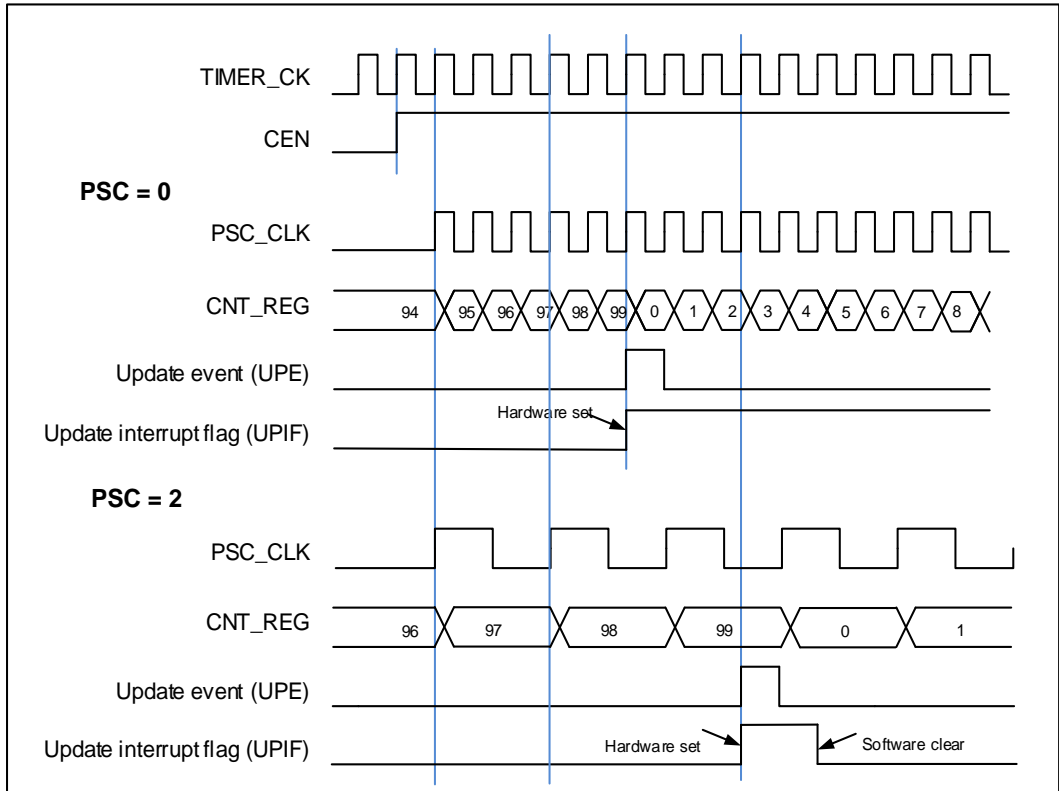 TIMER_CK
CEN
PSC = 0
PSC_CLK
CNT_REG 94 95 96 97 98 99 0 1 2 3 4 5 6 7 8
Update event (UPE)
Hardware set
Update interrupt flag (UPIF)
PSC = 2
PSC_CLK
CNT_REG 96 97 98 99 0 1
Update event (UPE)
Update interrupt flag (UPIF) Hardware set Software clear